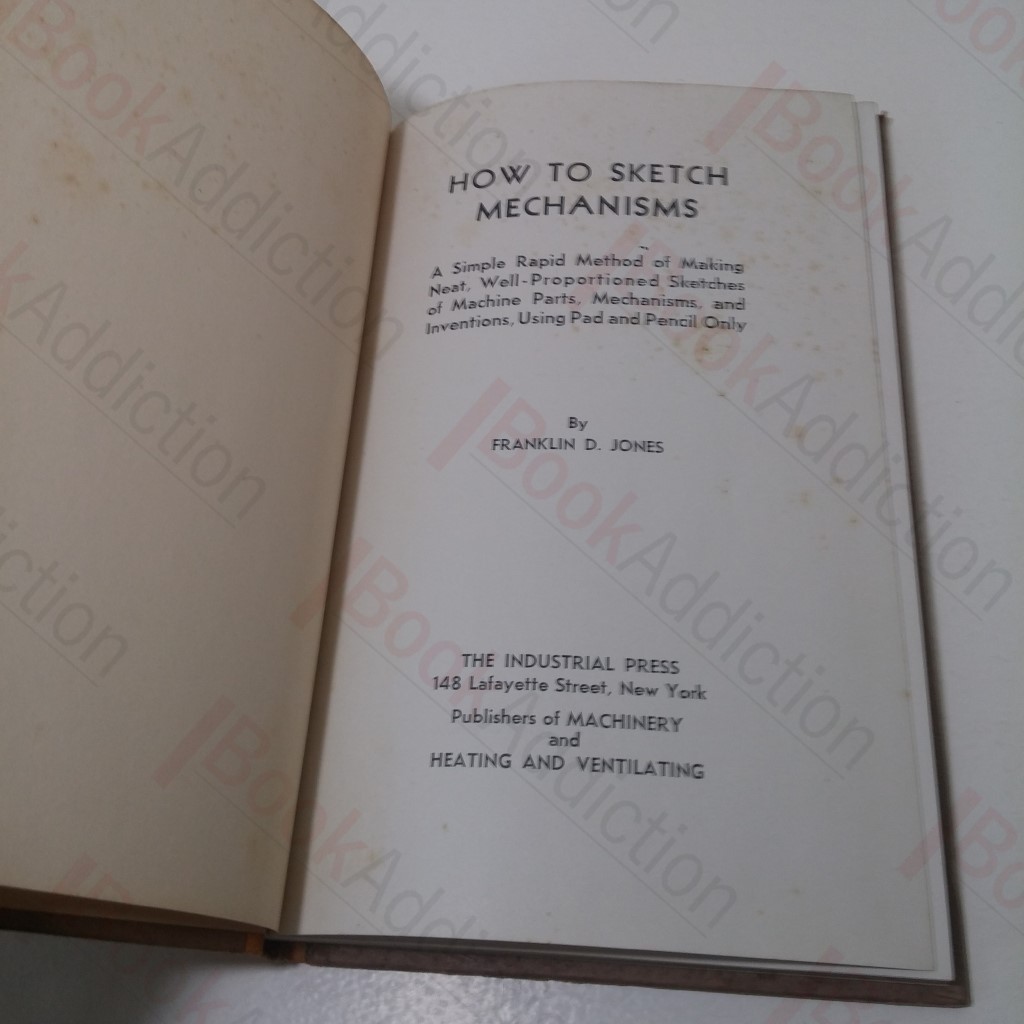 HOW TO SKETCH
MECHANISMS
A Simple Rapid Method of Making
Neat, Well-Proportioned Sketches
of Machine Parts, Mechanisms, and
Inventions, Using Pad and Pencil Only
By
FRANKLIN D. JONES
THE INDUSTRIAL PRESS
148 Lafayette Street, New York
Publishers of MACHINERY
and
HEATING AND VENTILATING
BookAddiction